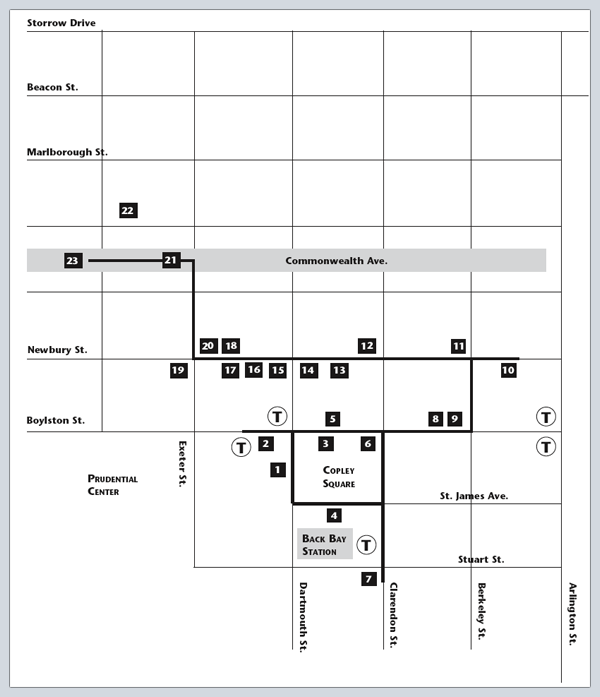 Storrow Drive
Beacon St.
Marlborough St.
22
23
21
Commonwealth Ave.
20
18
12
11
Newbury St.
19
17
16
15
14
13
10
Boylston St.
T
5
8
9
T
T
2
3
6
T
Exeter St.
1
Copley
Square
Prudential
Center
St. James Ave.
4
Back Bay
Station
T
Stuart St.
7
Dartmouth St.
Clarendon St.
Berkeley St.
Arlington St.